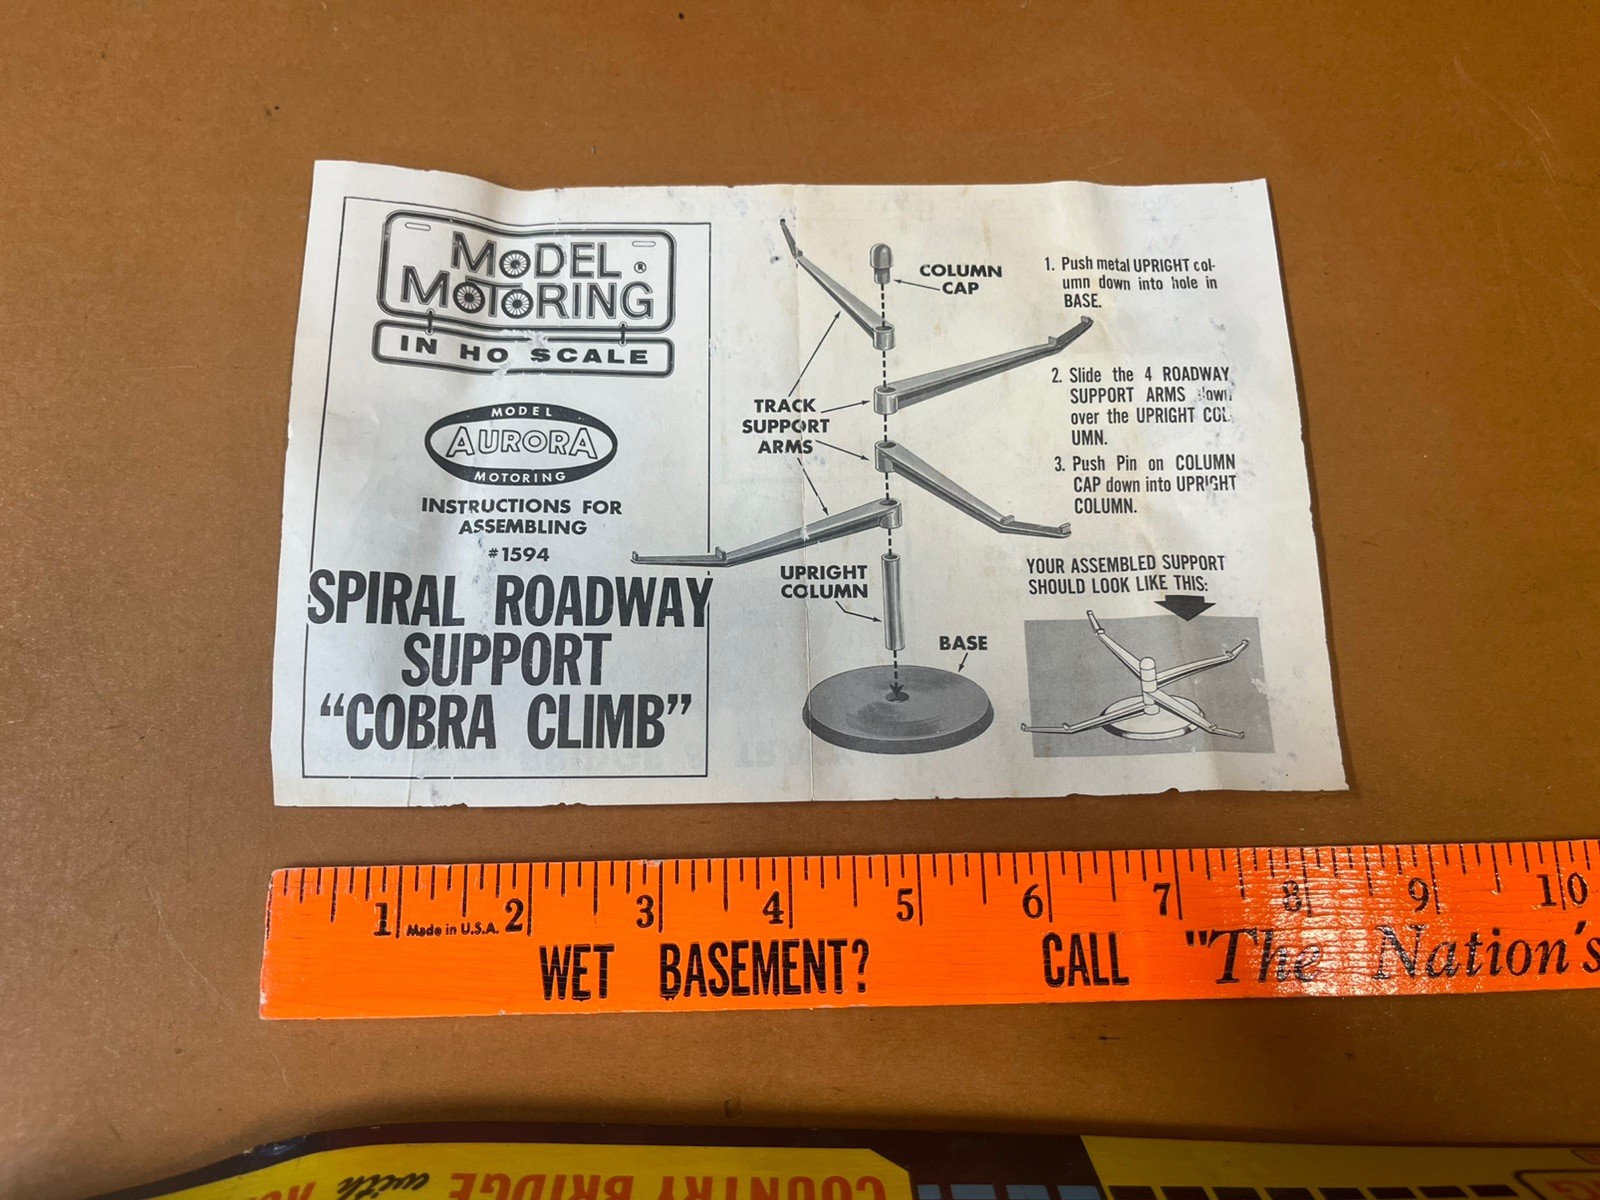 MODEL
MOTORING ®
IN HO SCALE
MODEL
AURORA
MOTORING
INSTRUCTIONS FOR
ASSEMBLING
#1594
SPIRAL ROADWAY
SUPPORT
“COBRA CLIMB”
COLUMN
CAP
TRACK
SUPPORT
ARMS
UPRIGHT
COLUMN
BASE
1. Push metal UPRIGHT col-
umn down into hole in
BASE.
2. Slide the 4 ROADWAY
SUPPORT ARMS down
over the UPRIGHT COL-
UMN.
3. Push Pin on COLUMN
CAP down into UPRIGHT
COLUMN.
YOUR ASSEMBLED SUPPORT
SHOULD LOOK LIKE THIS:
1 2 3 4 5 6 7 8 9 10
Made in U.S.A.
WET BASEMENT? CALL "The Nation's
COUNTRY BRIDGE with